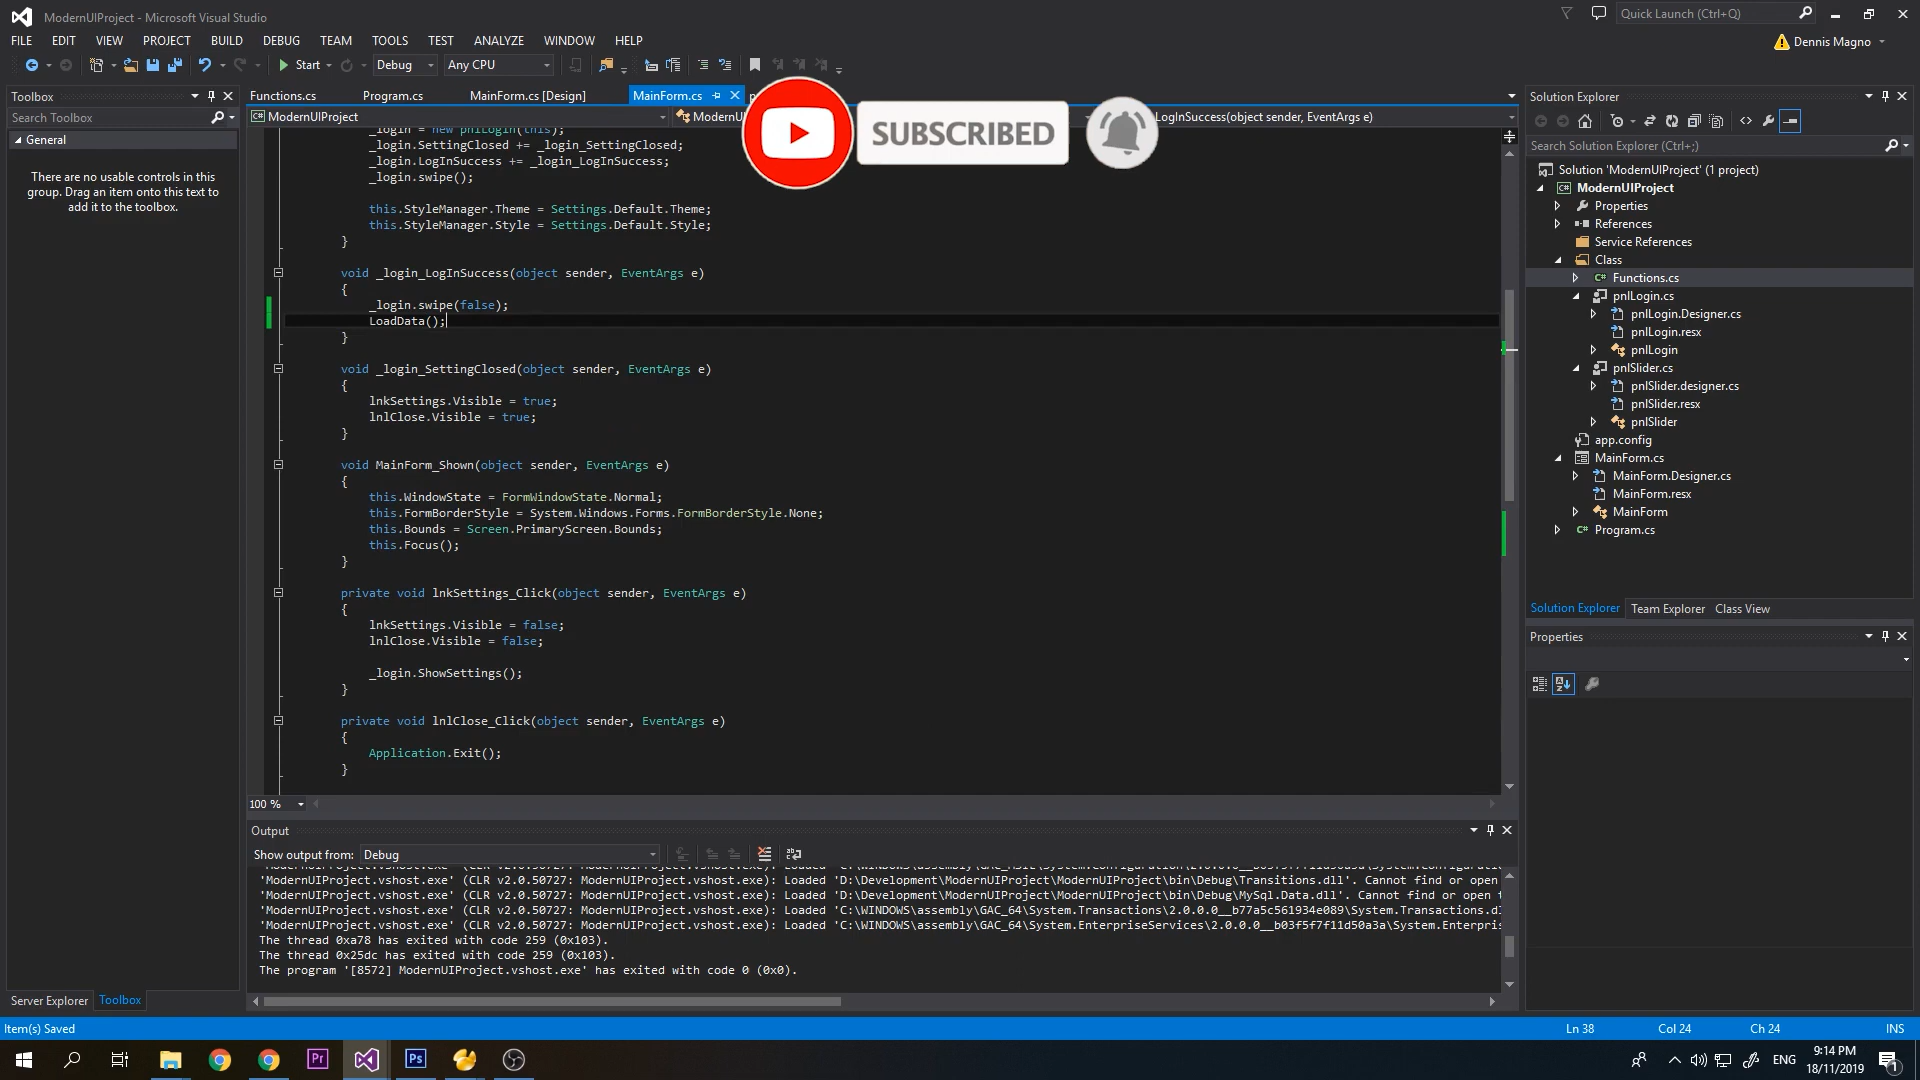 ModernUIProject - Microsoft Visual Studio
Quick Launch (Ctrl+Q)
FILE EDIT VIEW PROJECT BUILD DEBUG TEAM TOOLS TEST ANALYZE WINDOW HELP
Dennis Magno
Start Debug Any CPU
Toolbox
Search Toolbox
General
There are no usable controls in this
group. Drag an item onto this text to
add it to the toolbox.
Server Explorer Toolbox
Functions.cs Program.cs MainForm.cs [Design] MainForm.cs
ModernUIProject
LogInSuccess(object sender, EventArgs e)
SUBSCRIBED
_login = new pnlLogin(this);
_login.SettingClosed += _login_SettingClosed;
_login.LogInSuccess += _login_LogInSuccess;
_login.swipe();
this.StyleManager.Theme = Settings.Default.Theme;
this.StyleManager.Style = Settings.Default.Style;
}
void _login_LogInSuccess(object sender, EventArgs e)
{
_login.swipe(false);
LoadData();
}
void _login_SettingClosed(object sender, EventArgs e)
{
lnkSettings.Visible = true;
lnlClose.Visible = true;
}
void MainForm_Shown(object sender, EventArgs e)
{
this.WindowState = FormWindowState.Normal;
this.FormBorderStyle = System.Windows.Forms.FormBorderStyle.None;
this.Bounds = Screen.PrimaryScreen.Bounds;
this.Focus();
}
private void lnkSettings_Click(object sender, EventArgs e)
{
lnkSettings.Visible = false;
lnlClose.Visible = false;
_login.ShowSettings();
}
private void lnlClose_Click(object sender, EventArgs e)
{
Application.Exit();
}
100 %
Output
Show output from: Debug
'ModernUIProject.vshost.exe' (CLR v2.0.50727: ModernUIProject.vshost.exe): Loaded 'D:\Development\ModernUIProject\ModernUIProject\bin\Debug\Transitions.dll'. Cannot find or open
'ModernUIProject.vshost.exe' (CLR v2.0.50727: ModernUIProject.vshost.exe): Loaded 'D:\Development\ModernUIProject\ModernUIProject\bin\Debug\MySql.Data.dll'. Cannot find or open
'ModernUIProject.vshost.exe' (CLR v2.0.50727: ModernUIProject.vshost.exe): Loaded 'C:\WINDOWS\assembly\GAC_64\System.Transactions\2.0.0.0__b77a5c561934e089\System.Transactions.
'ModernUIProject.vshost.exe' (CLR v2.0.50727: ModernUIProject.vshost.exe): Loaded 'C:\WINDOWS\assembly\GAC_64\System.EnterpriseServices\2.0.0.0__b03f5f7f11d50a3a\System.Enterpris
The thread 0xa78 has exited with code 259 (0x103).
The thread 0x25dc has exited with code 259 (0x103).
The program '[8572] ModernUIProject.vshost.exe' has exited with code 0 (0x0).
Solution Explorer
Search Solution Explorer (Ctrl+;)
Solution 'ModernUIProject' (1 project)
ModernUIProject
Properties
References
Service References
Class
Functions.cs
pnlLogin.cs
pnlLogin.Designer.cs
pnlLogin.resx
pnlLogin
pnlSlider.cs
pnlSlider.designer.cs
pnlSlider.resx
pnlSlider
app.config
MainForm.cs
MainForm.Designer.cs
MainForm.resx
MainForm
Program.cs
Solution Explorer Team Explorer Class View
Properties
Item(s) Saved
Ln 38 Col 24 Ch 24 INS
Pr Ps
ENG
9:14 PM
18/11/2019
1